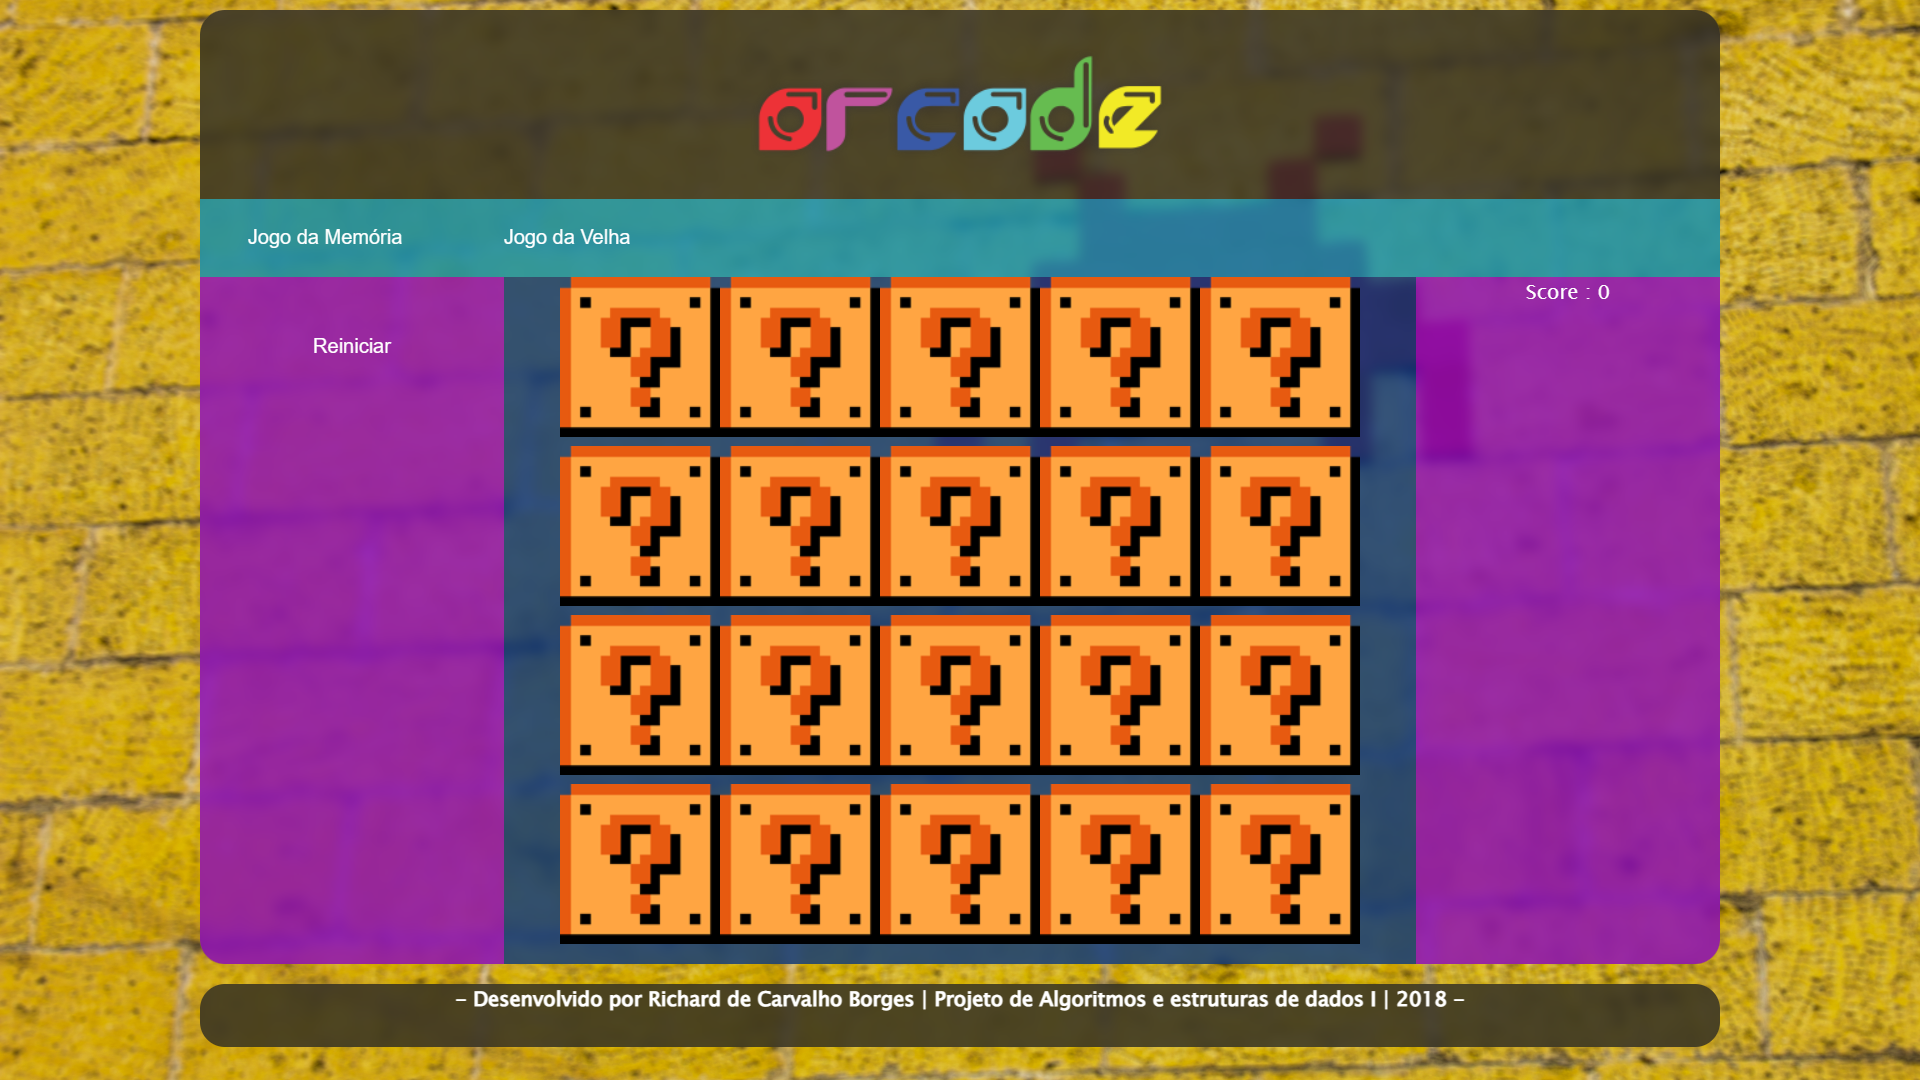 arcade
Jogo da Memória
Jogo da Velha
Reiniciar
Score : 0
? ? ? ? ?
? ? ? ? ?
? ? ? ? ?
? ? ? ? ?
- Desenvolvido por Richard de Carvalho Borges | Projeto de Algoritmos e estruturas de dados I | 2018 -